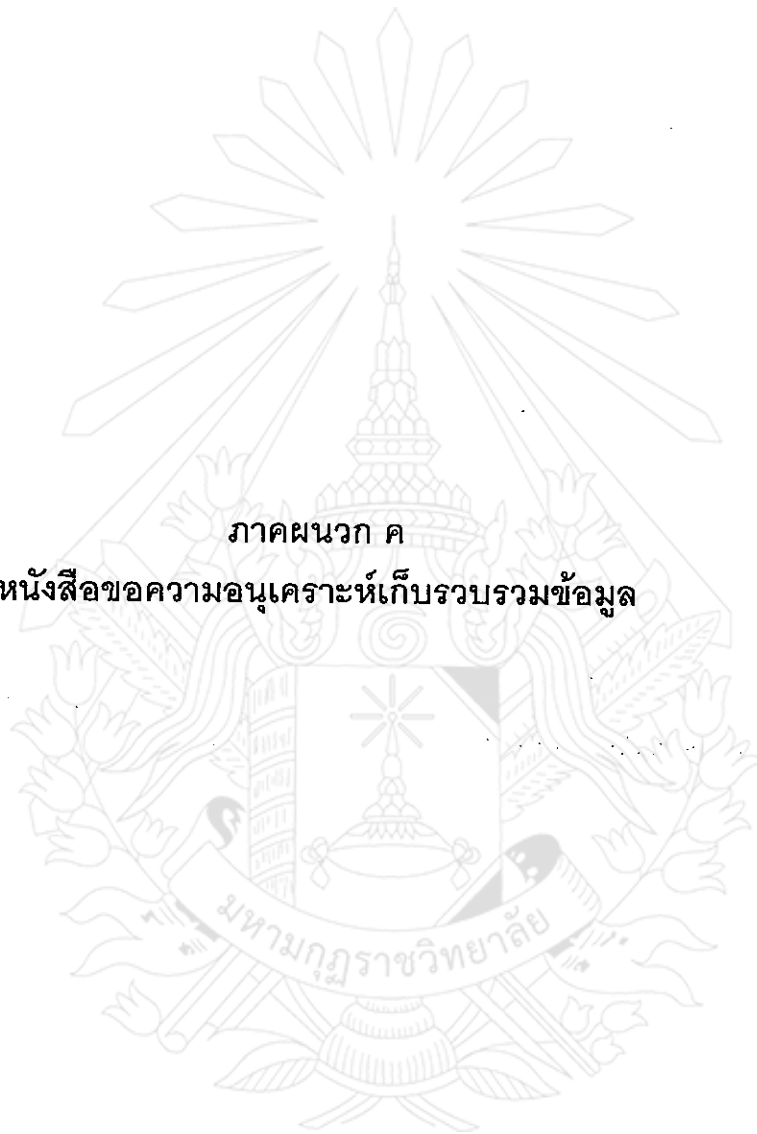 ภาคผนวก ค
หนังสือขอความอนุเคราะห์เก็บรวบรวมข้อมูล
มหามกุฏราชวิทยาลัย